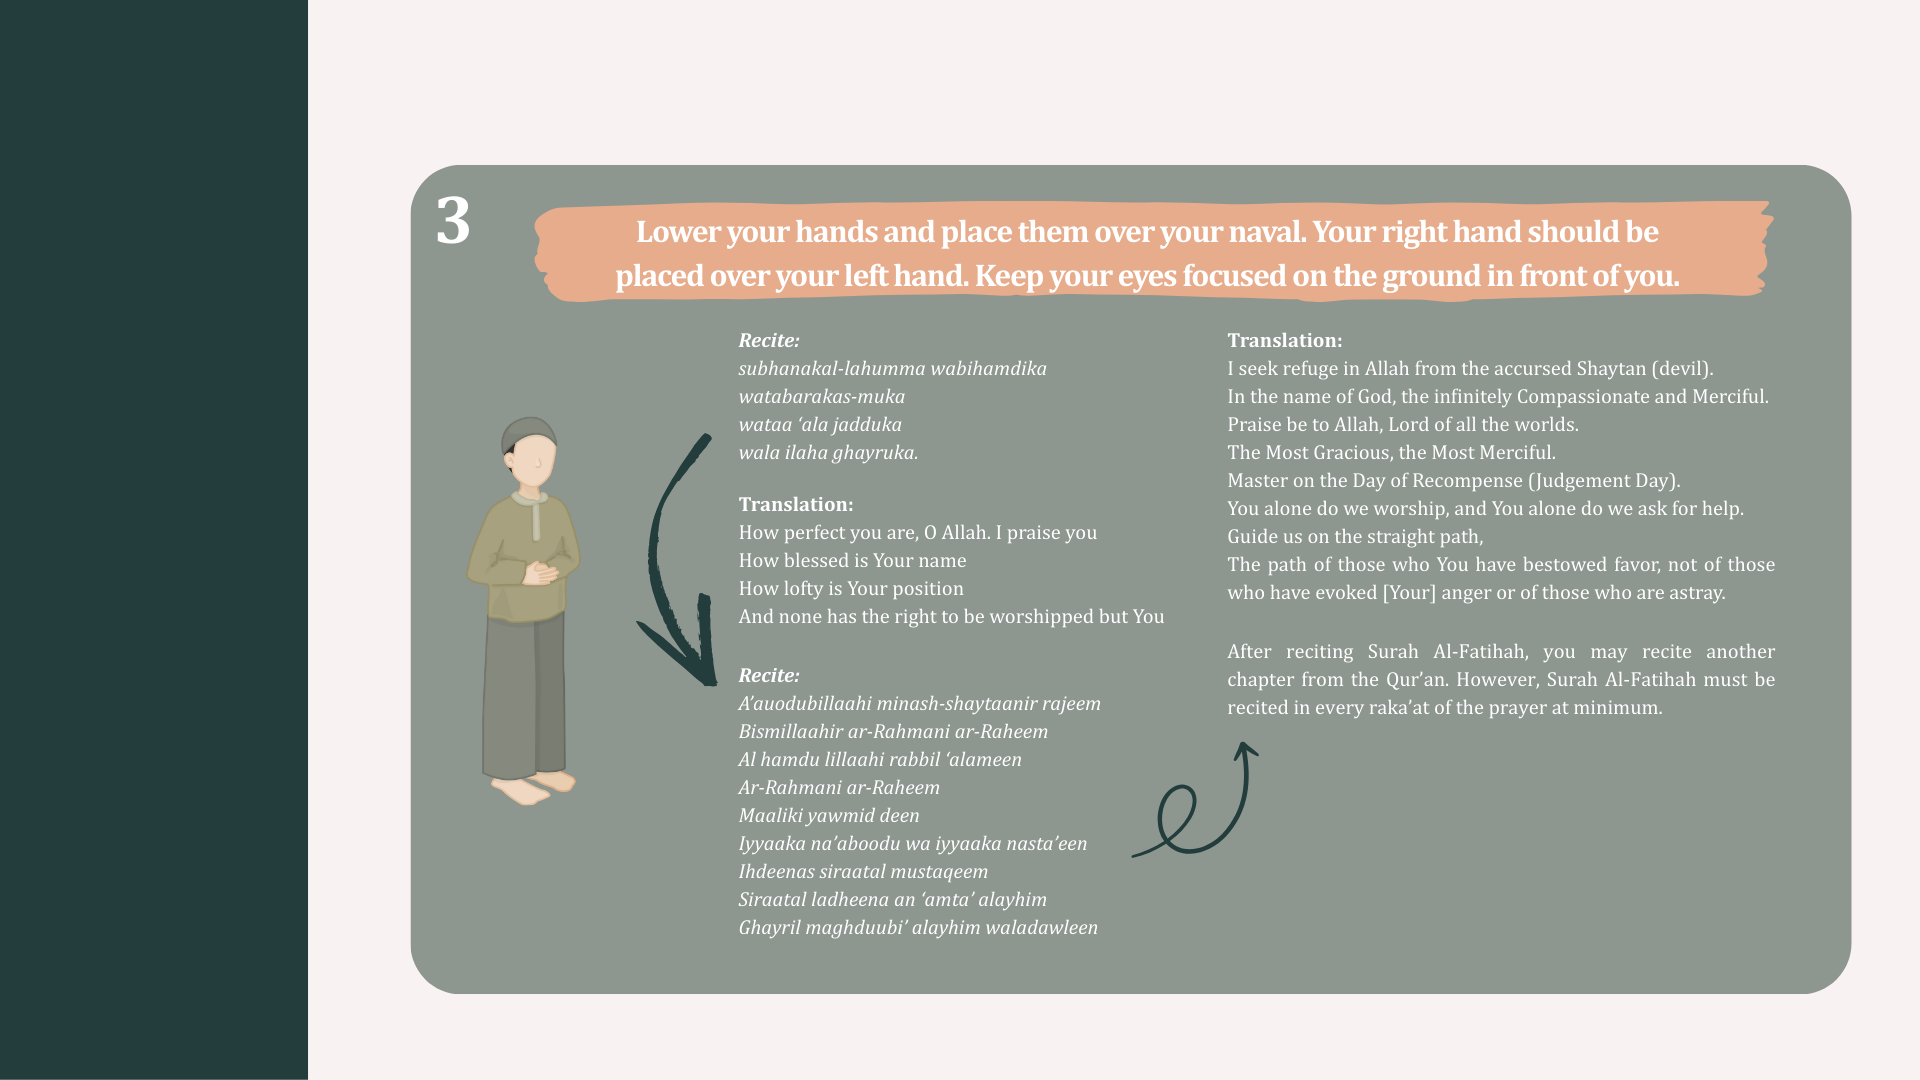 3
Lower your hands and place them over your naval. Your right hand should be
placed over your left hand. Keep your eyes focused on the ground in front of you.
Recite:
subhanakal-lahumma wabihamdika
watabarakas-muka
wataa ‘ala jadduka
wala ilaha ghayruka.
Translation:
How perfect you are, O Allah. I praise you
How blessed is Your name
How lofty is Your position
And none has the right to be worshipped but You
Recite:
A’auodubillaahi minash-shaytaanir rajeem
Bismillaahir ar-Rahmani ar-Raheem
Al hamdu lillaahi rabbil ‘alameen
Ar-Rahmani ar-Raheem
Maaliki yawmid deen
Iyyaaka na’aboodu wa iyyaaka nasta’een
Ihdeenas siraatal mustaqeem
Siraatal ladheena an ‘amta’ alayhim
Ghayril maghduubi’ alayhim waladawleen
Translation:
I seek refuge in Allah from the accursed Shaytan (devil).
In the name of God, the infinitely Compassionate and Merciful.
Praise be to Allah, Lord of all the worlds.
The Most Gracious, the Most Merciful.
Master on the Day of Recompense (Judgement Day).
You alone do we worship, and You alone do we ask for help.
Guide us on the straight path,
The path of those who You have bestowed favor, not of those
who have evoked [Your] anger or of those who are astray.
After reciting Surah Al-Fatihah, you may recite another
chapter from the Qur’an. However, Surah Al-Fatihah must be
recited in every raka’at of the prayer at minimum.